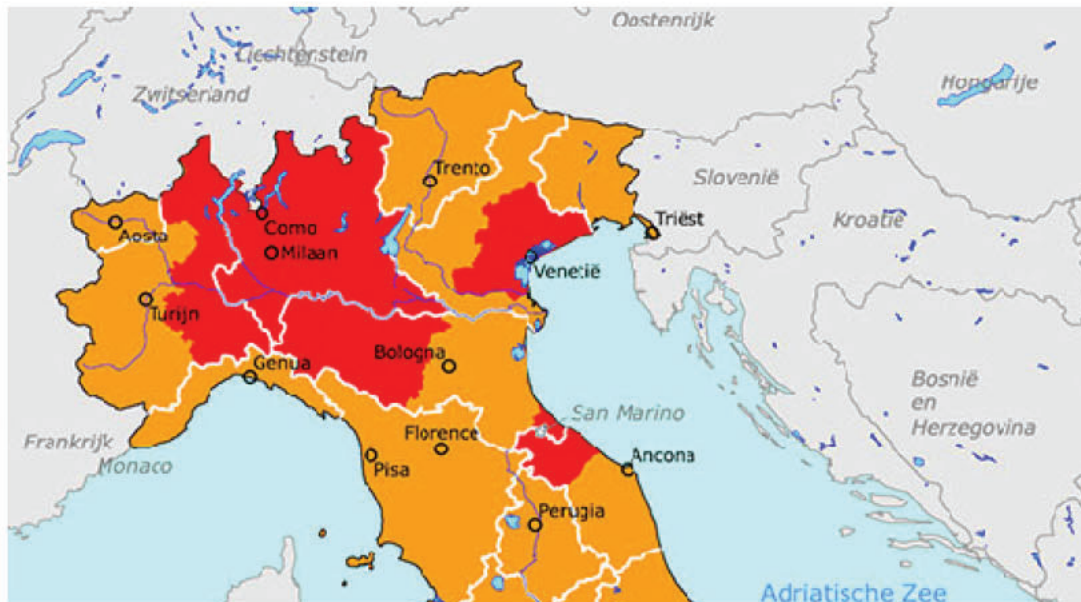 Oostenrijk
Liechtenstein
Zwitserland
Hongarije
Trento
Slovenië
Kroatië
Triëst
Aosta
Como
Milaan
Venetië
Turijn
Bologna
Genua
Bosnië
en
Herzegovina
San Marino
Florence
Frankrijk
Monaco
Pisa
Ancona
Perugia
Adriatische Zee